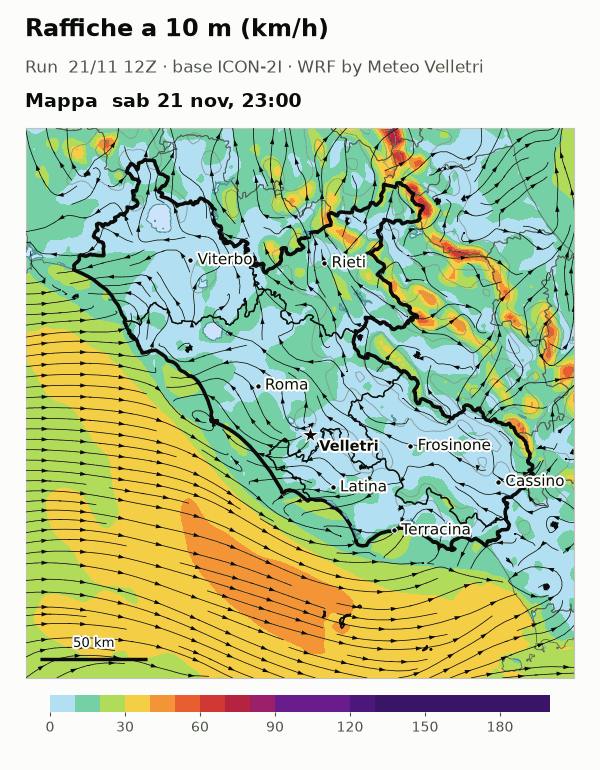 Raffiche a 10 m (km/h)
Run 21/11 12Z · base ICON-2I · WRF by Meteo Velletri
Mappa sab 21 nov, 23:00
Viterbo
Rieti
Roma
Velletri
Frosinone
Cassino
Latina
Terracina
50 km
0 30 60 90 120 150 180